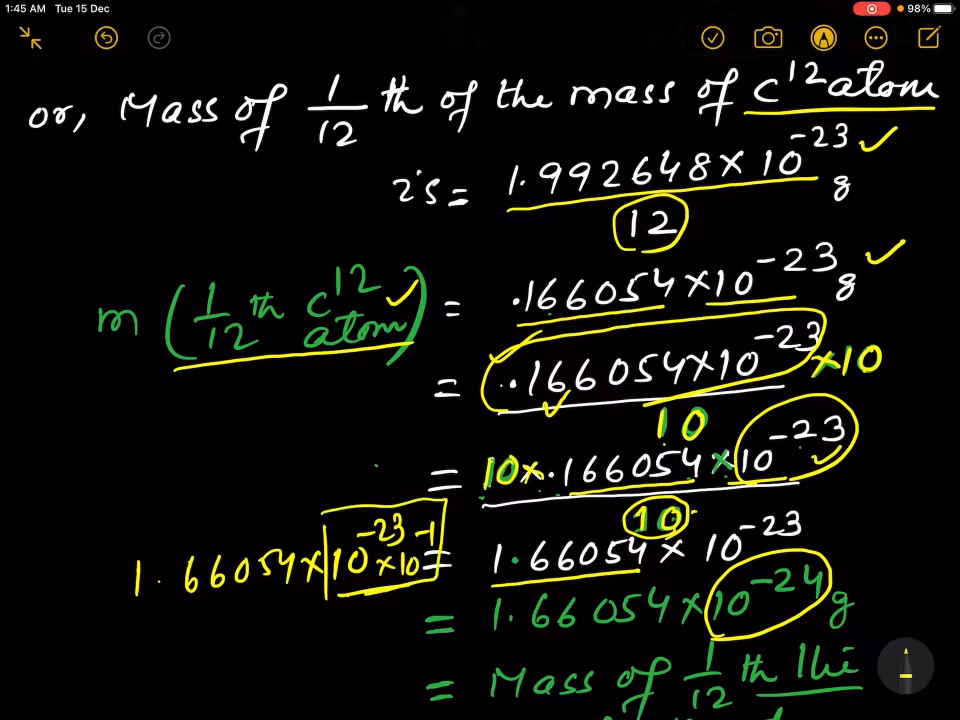 1:45 AM Tue 15 Dec 98%
or, Mass of 1/12 th of the mass of C¹² atom
is = 1.992648 × 10⁻²³ g / 12
m (1/12 th C¹² atom) = .166054 × 10⁻²³ g
= .166054 × 10⁻²³ × 10 / 10
= 10 × .166054 × 10⁻²³ / 10
1.66054 × 10⁻²³ × 10⁻¹ = 1.66054 × 10⁻²³
= 1.66054 × 10⁻²⁴ g
= Mass of 1/12 th the